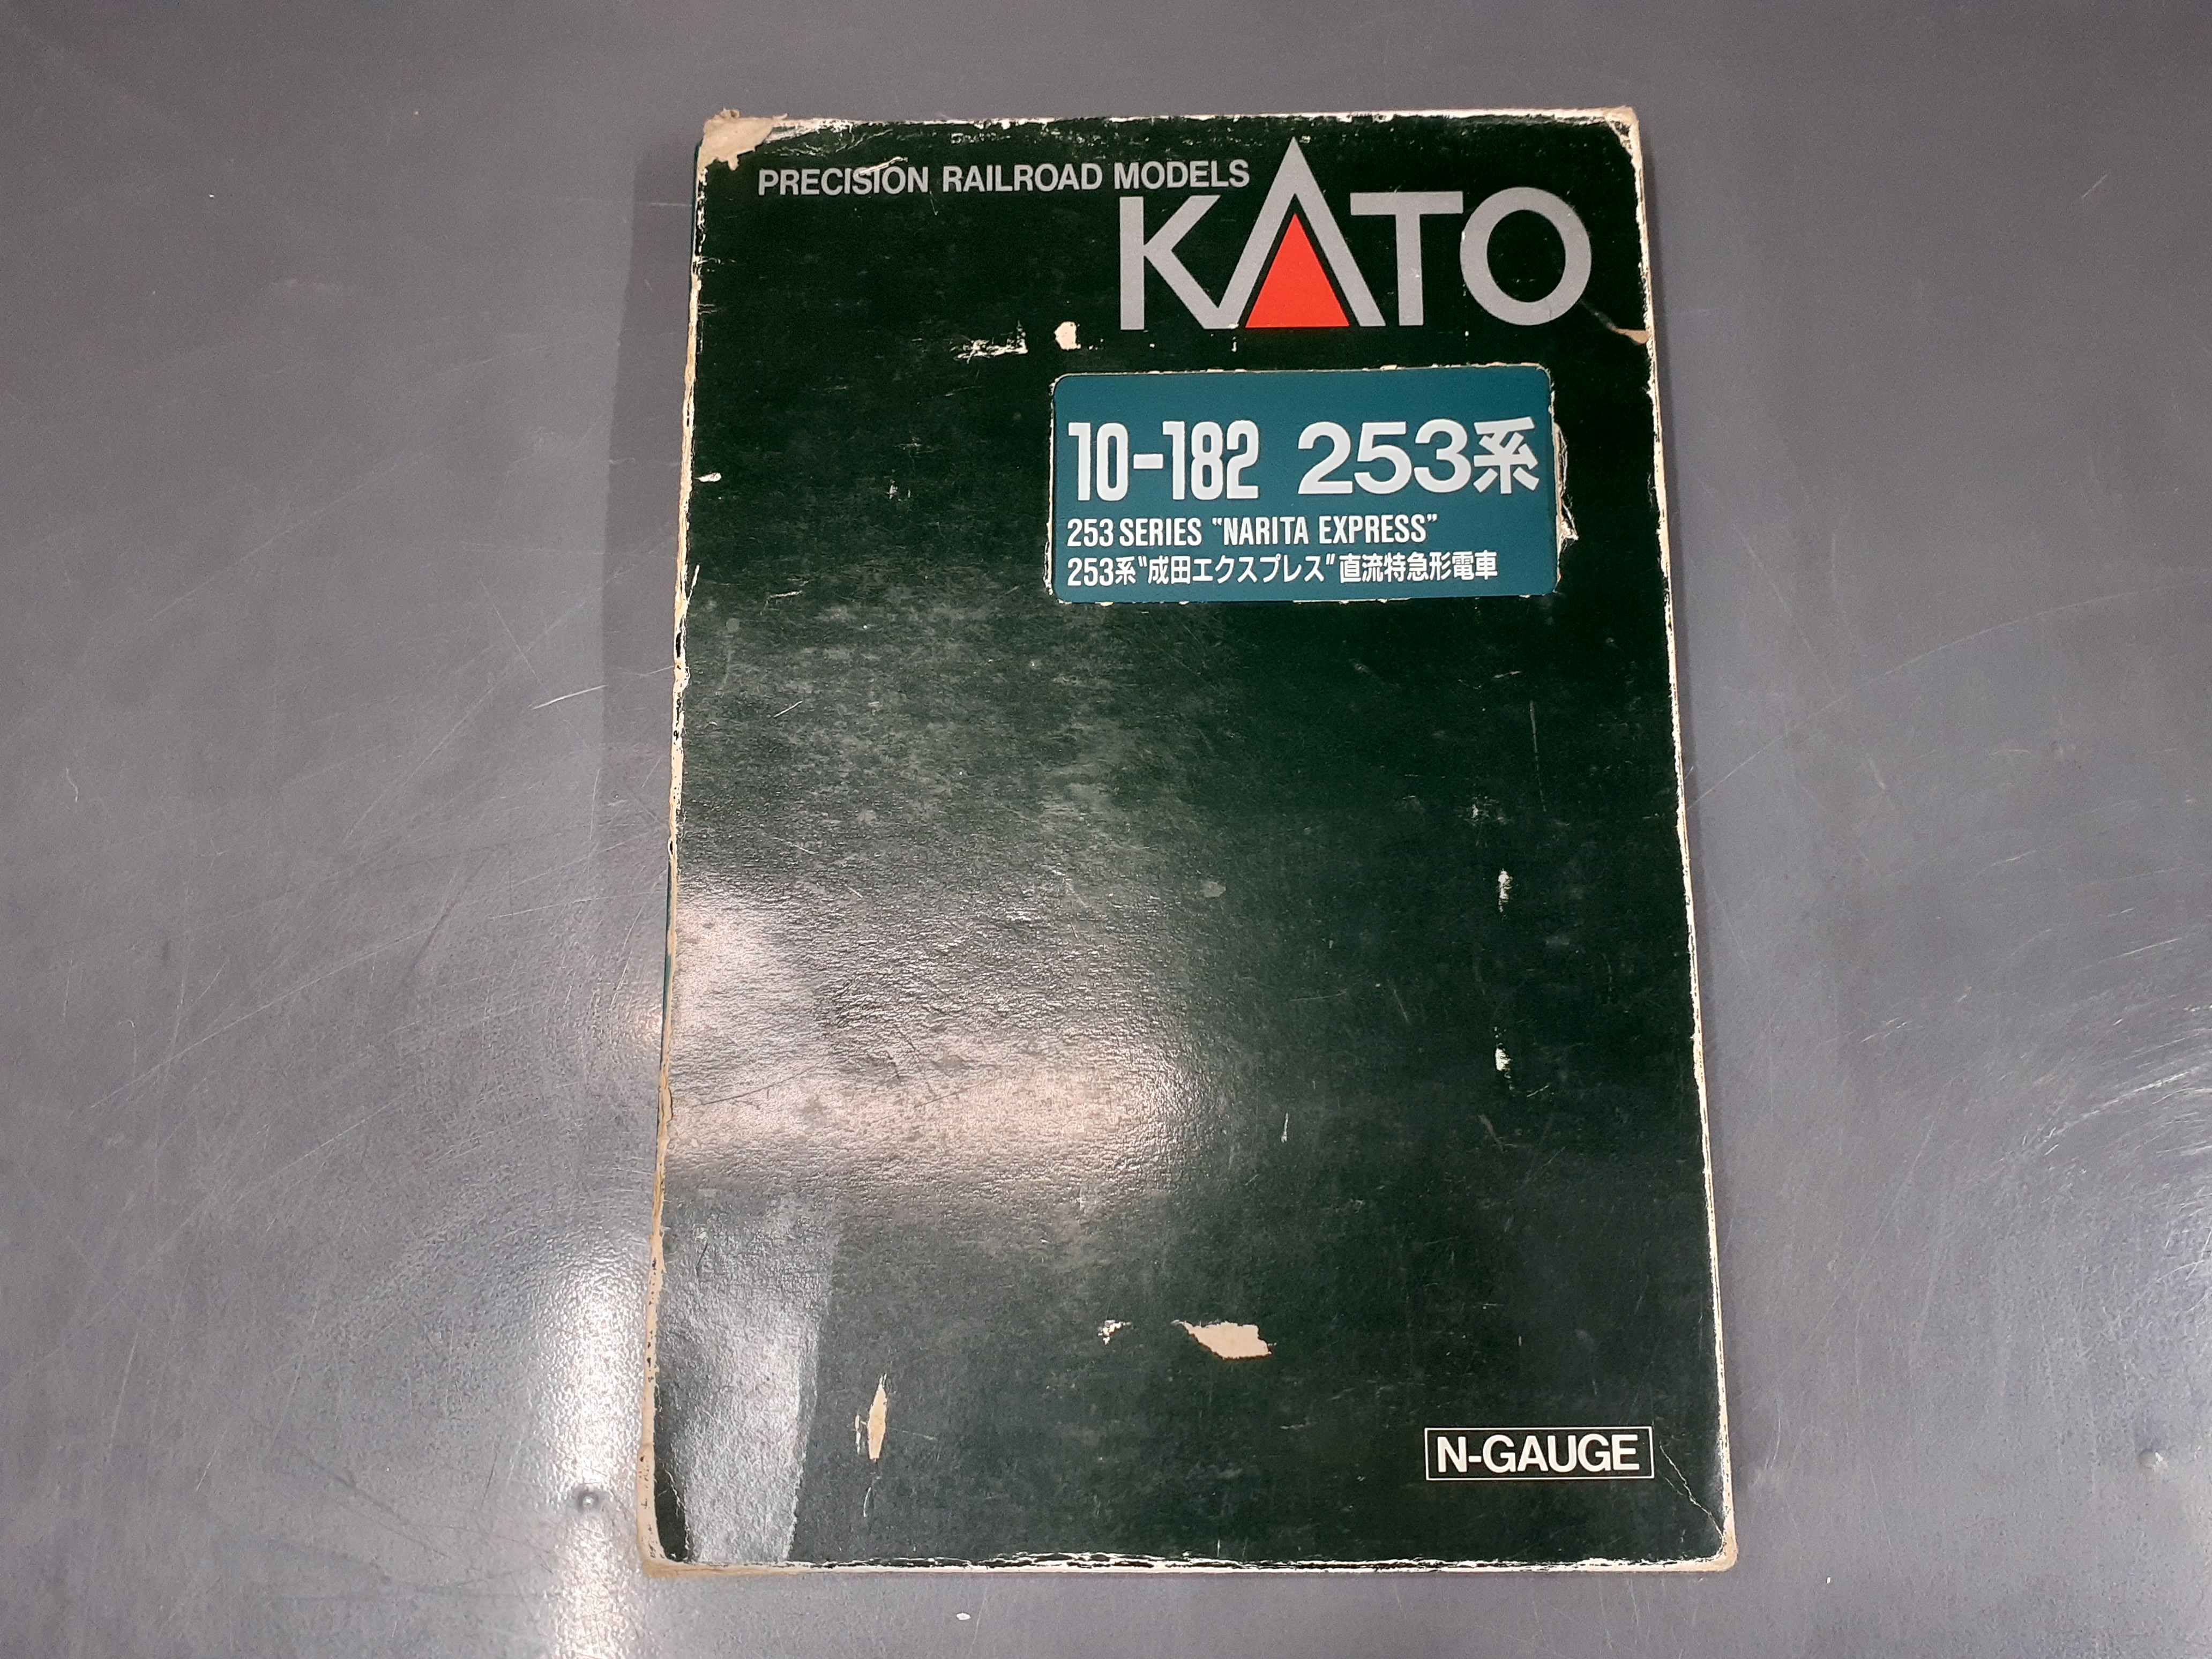 PRECISION RAILROAD MODELS
KATO
10-182 253系
253 SERIES "NARITA EXPRESS"
253系"成田エクスプレス"直流特急形電車
N-GAUGE